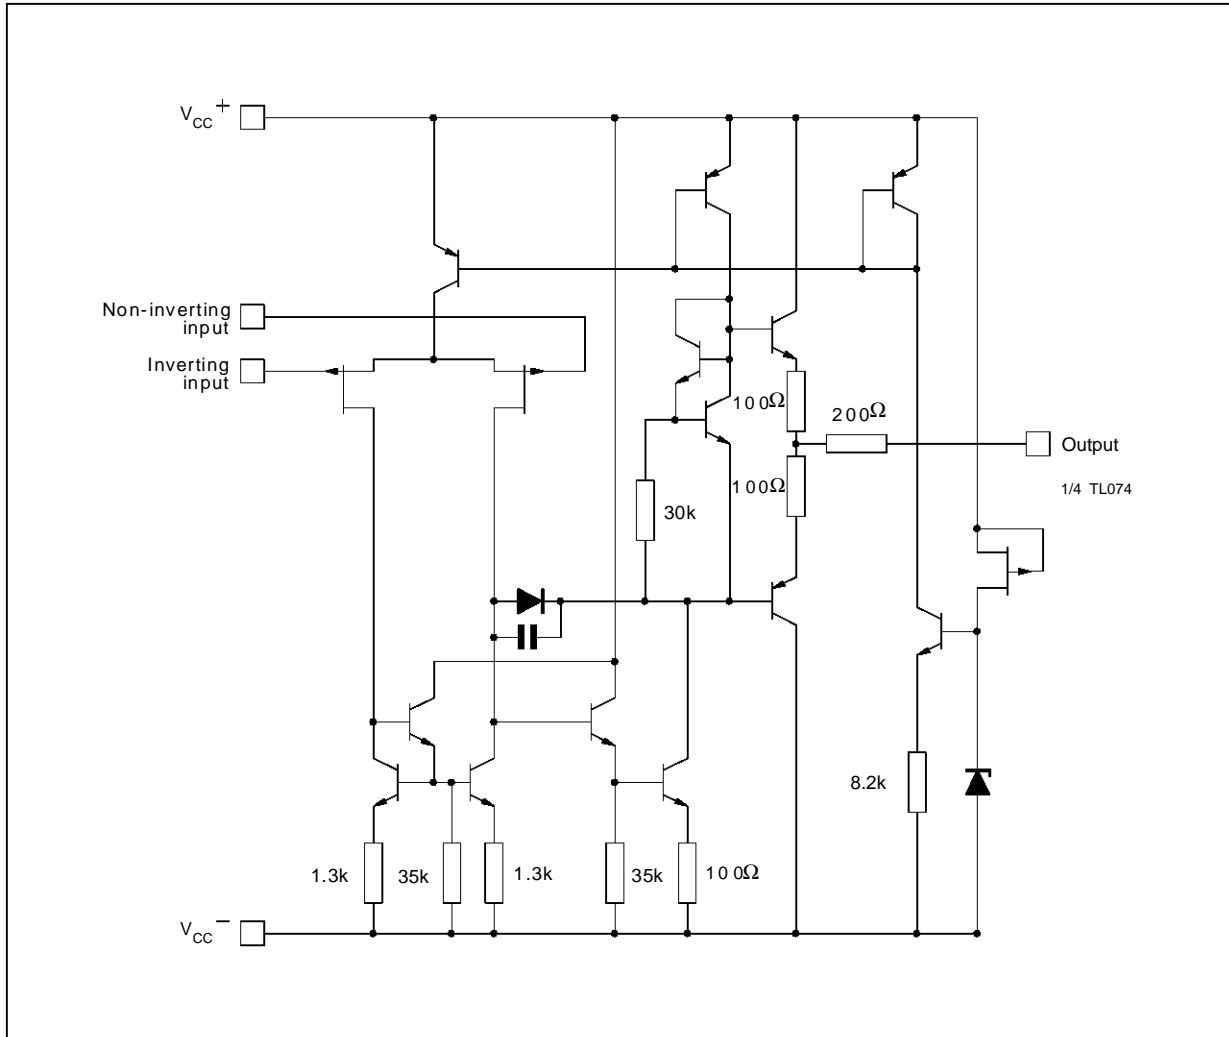 VCC+
Non-inverting
input
Inverting
input
100Ω
200Ω
Output
100Ω
1/4 TL074
30k
8.2k
1.3k
35k
1.3k
35k
100Ω
VCC−